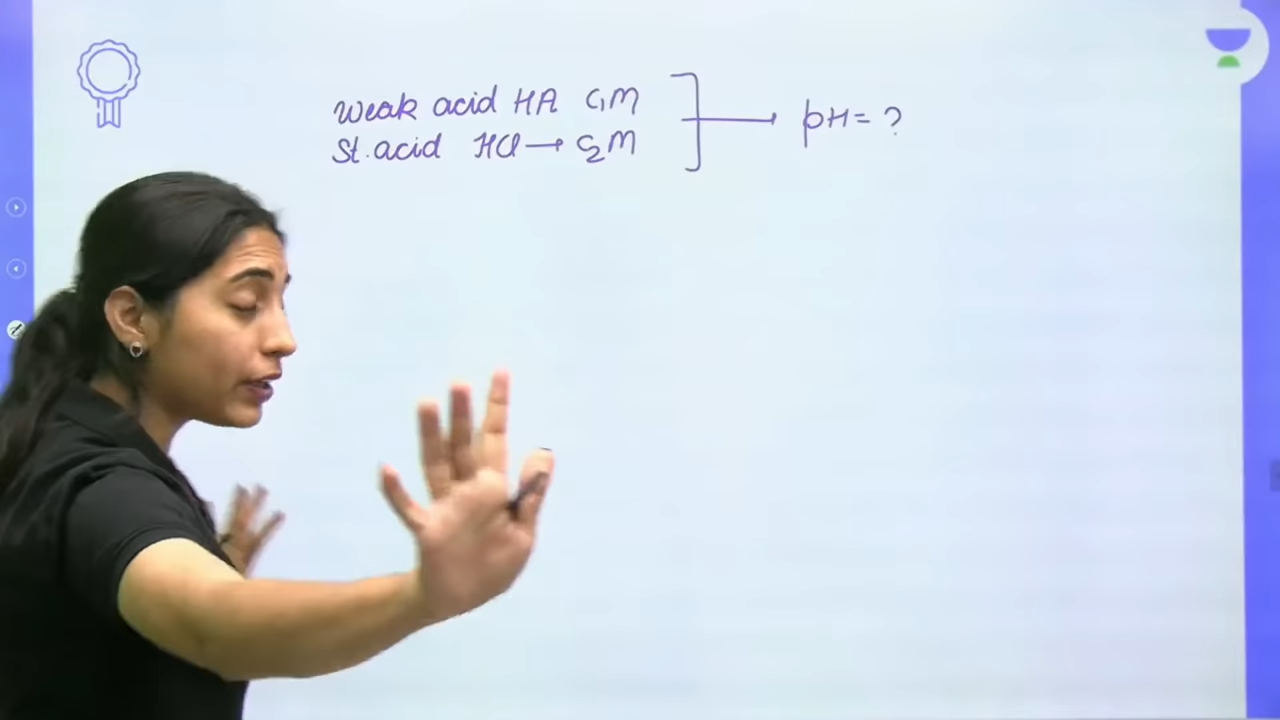 Weak acid HA C₁M
St. acid HCl → C₂M
pH = ?